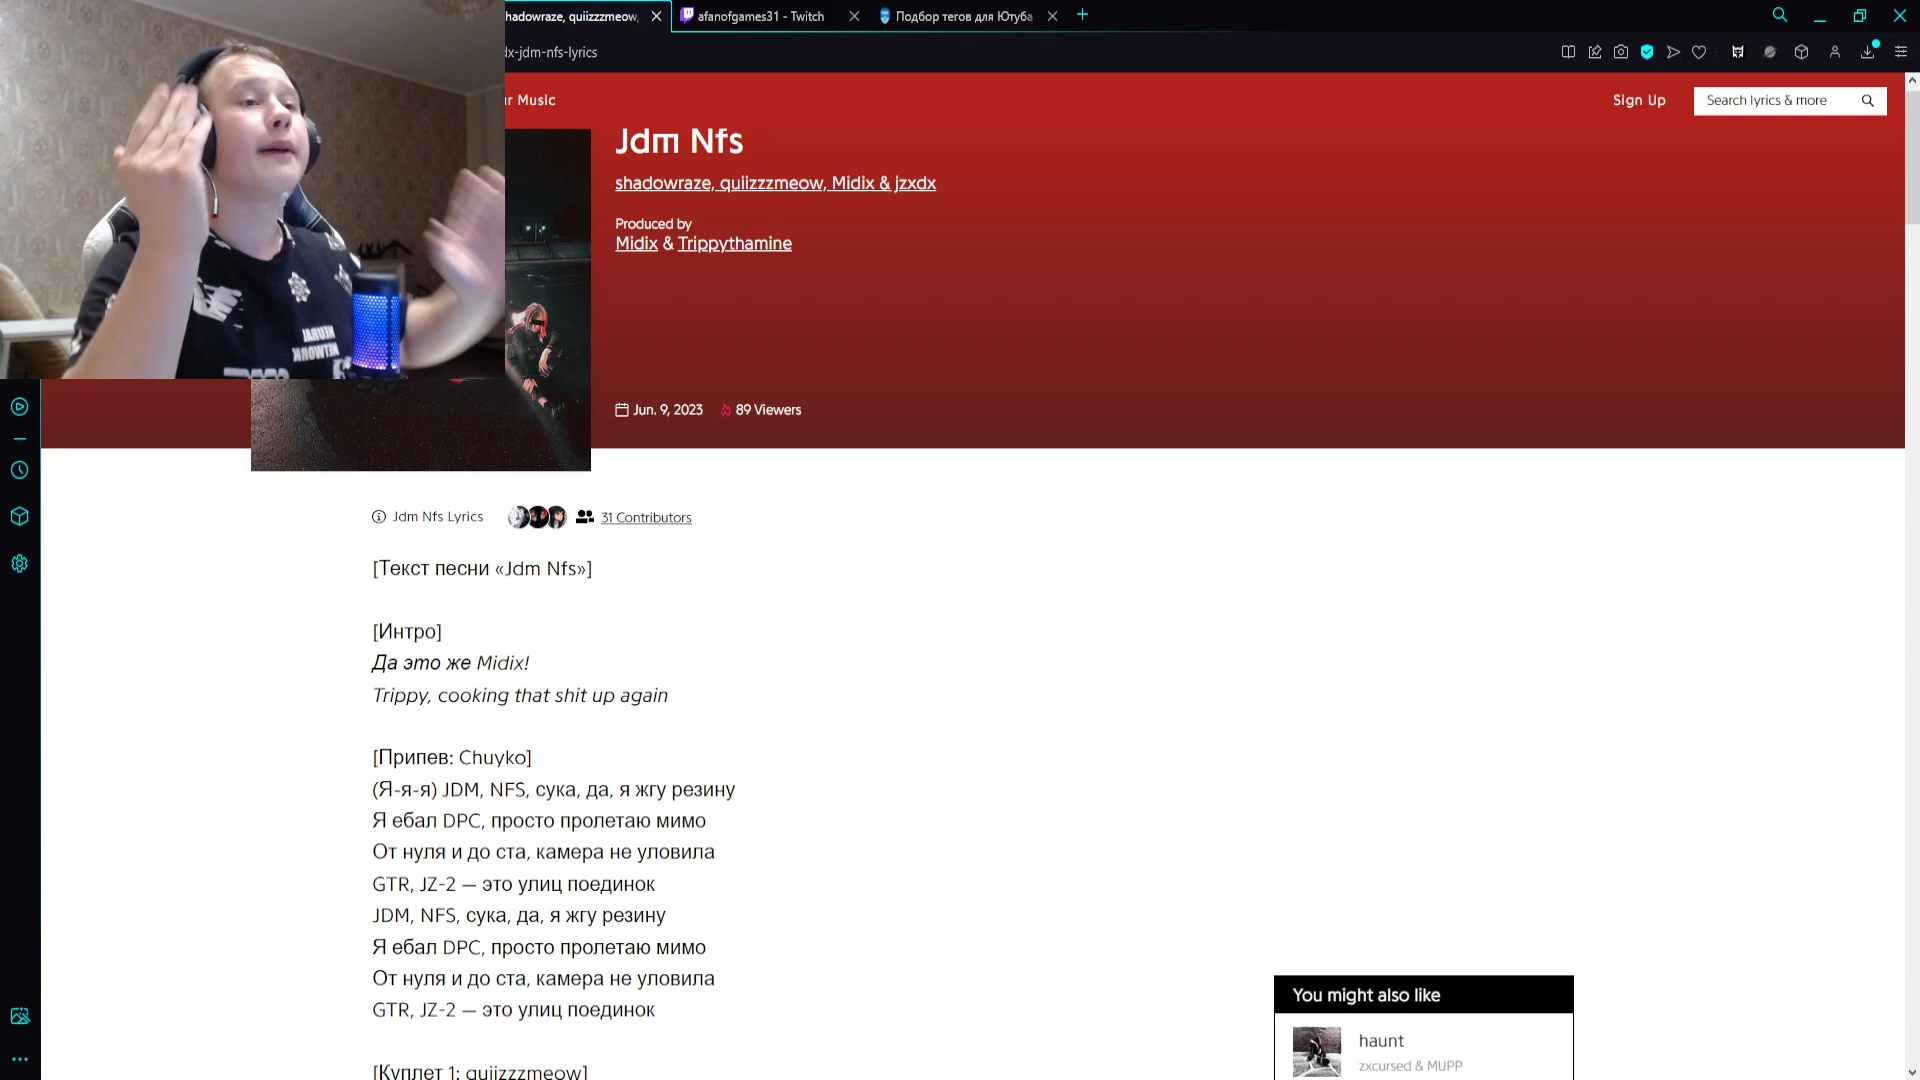 hadowraze, quiizzzmeow,
afanofgames31 - Twitch
Подбор тегов для Ютуба
dx-jdm-nfs-lyrics
ur Music
Sign Up
Search lyrics & more
Jdm Nfs
shadowraze, quiizzzmeow, Midix & jzxdx
Produced by
Midix & Trippythamine
Jun. 9, 2023
89 Viewers
Jdm Nfs Lyrics
31 Contributors
[Текст песни «Jdm Nfs»]
[Интро]
Да это же Midix!
Trippy, cooking that shit up again
[Припев: Chuyko]
(Я-я-я) JDM, NFS, сука, да, я жгу резину
Я ебал DPC, просто пролетаю мимо
От нуля и до ста, камера не уловила
GTR, JZ-2 — это улиц поединок
JDM, NFS, сука, да, я жгу резину
Я ебал DPC, просто пролетаю мимо
От нуля и до ста, камера не уловила
GTR, JZ-2 — это улиц поединок
[Куплет 1: quiizzzmeow]
You might also like
haunt
zxcursed & MUPP
NEURAL
NETWORK